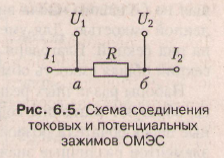 U₁ U₂
I₁ R I₂
а б
Рис. 6.5. Схема соединения
токовых и потенциальных
зажимов ОМЭС